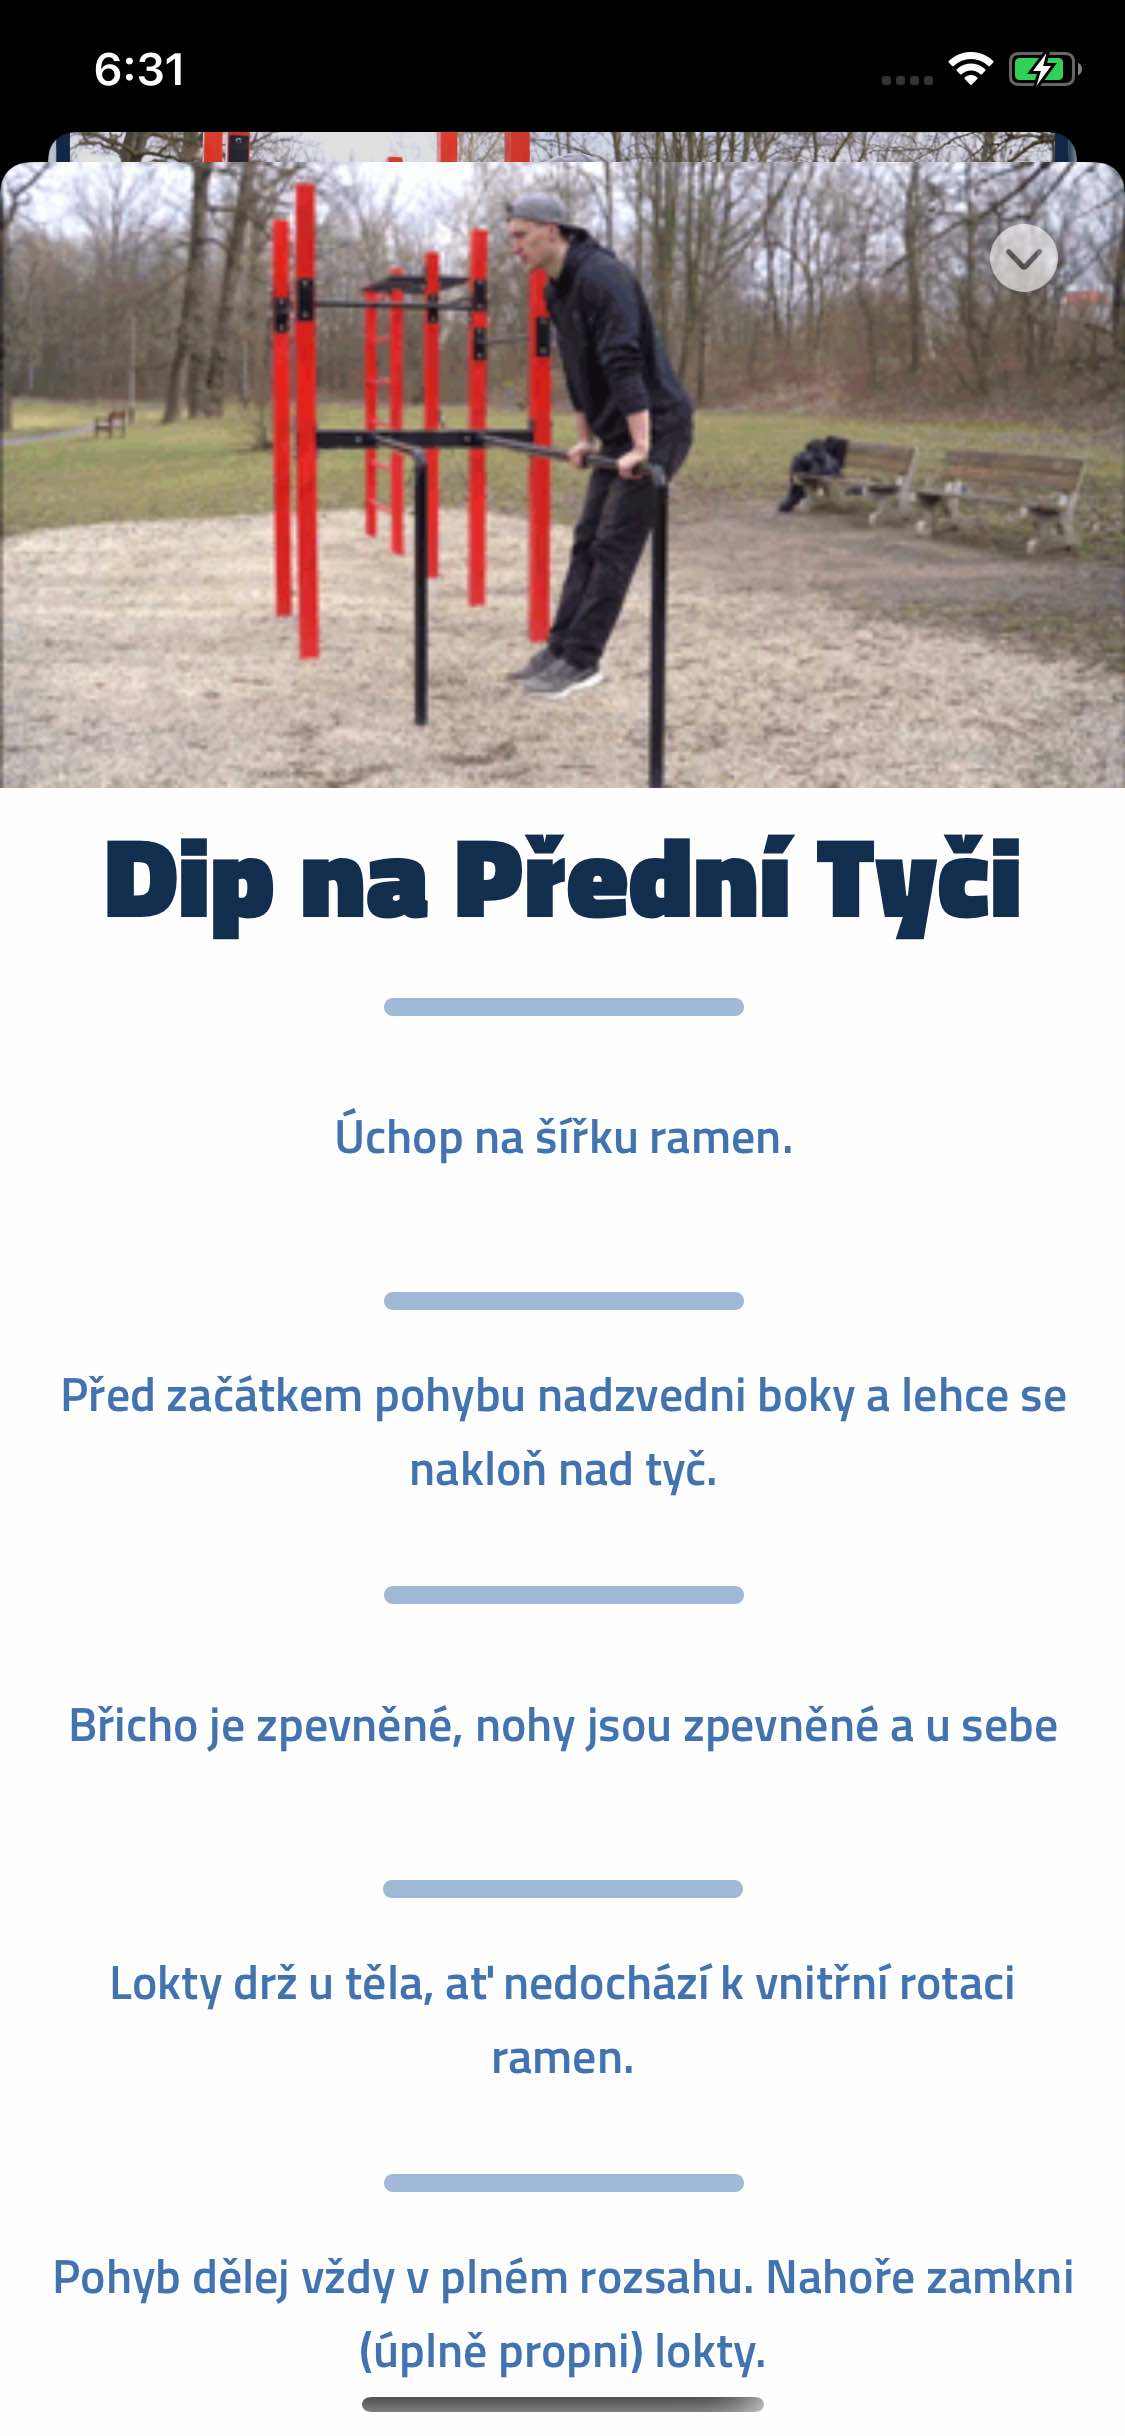 6:31
Dip na Přední Tyči
Úchop na šířku ramen.
Před začátkem pohybu nadzvedni boky a lehce se
nakloň nad tyč.
Břicho je zpevněné, nohy jsou zpevněné a u sebe
Lokty drž u těla, ať nedochází k vnitřní rotaci
ramen.
Pohyb dělej vždy v plném rozsahu. Nahoře zamkni
(úplně propni) lokty.